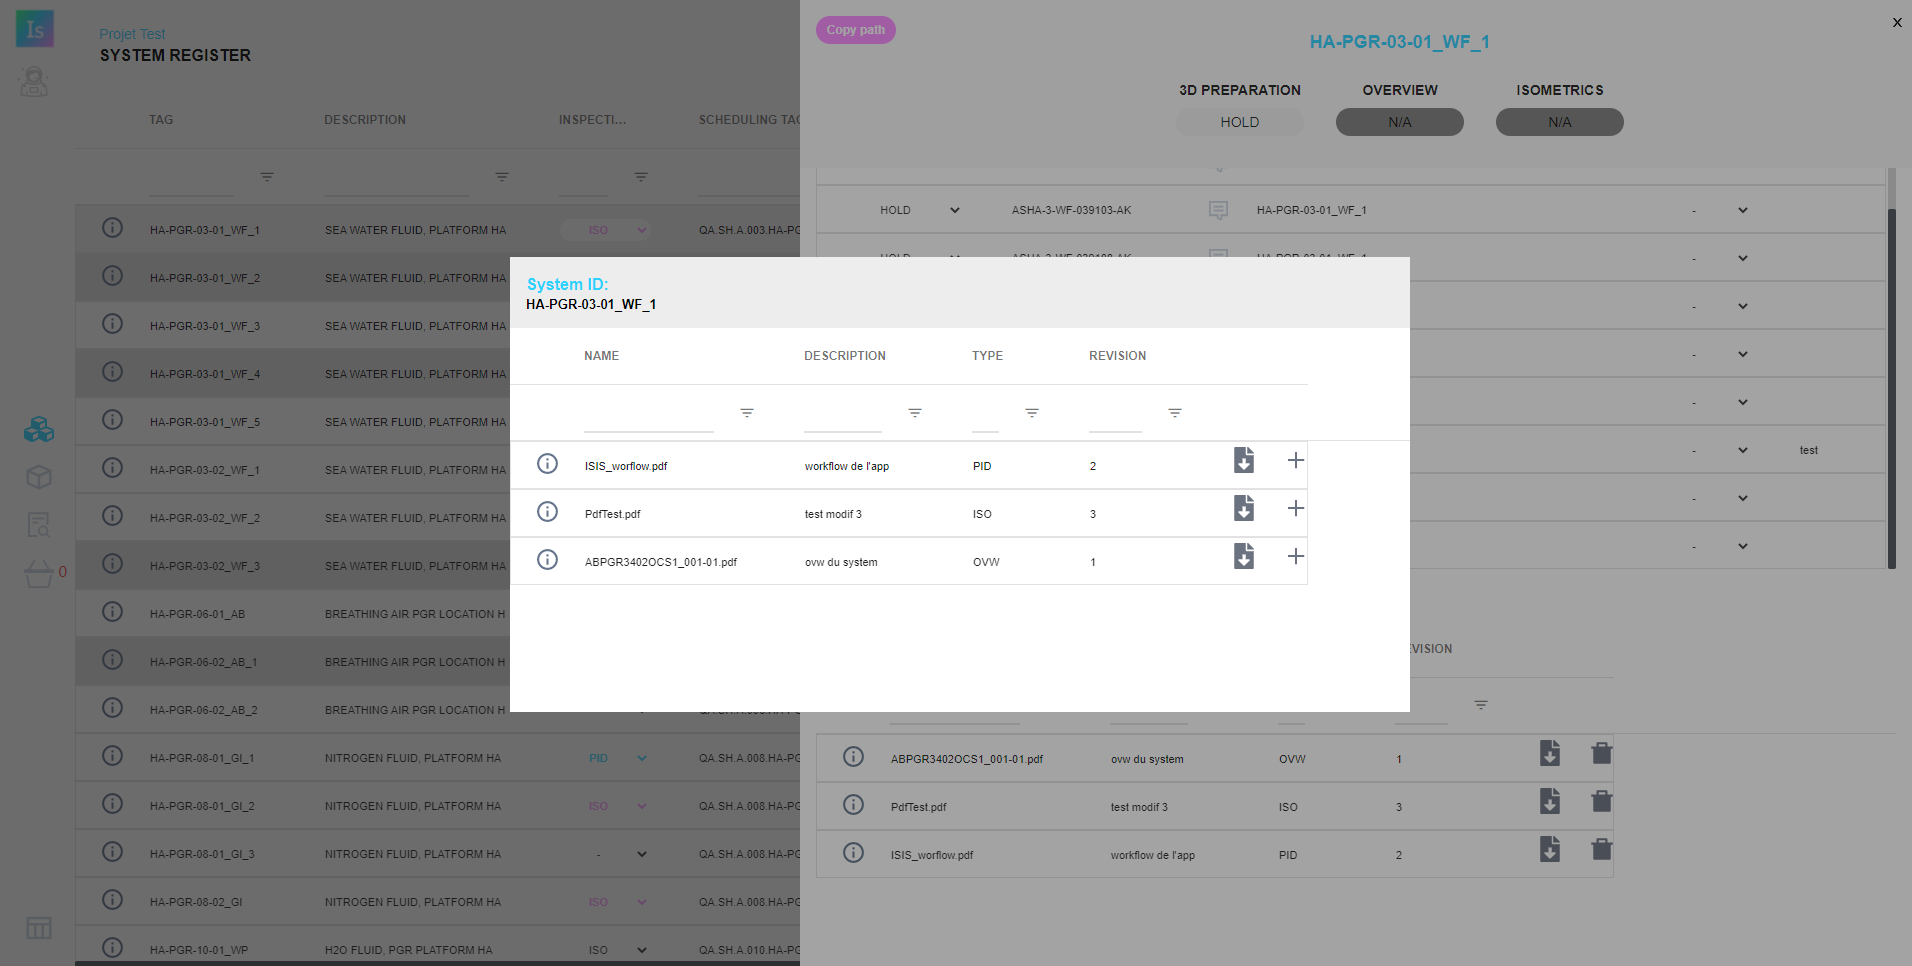 Is
Projet Test
SYSTEM REGISTER
TAG DESCRIPTION INSPECTI... SCHEDULING TAG
HA-PGR-03-01_WF_1 SEA WATER FLUID, PLATFORM HA ISO QA.SH.A.003.HA-PG
HA-PGR-03-01_WF_2 SEA WATER FLUID, PLATFORM HA
HA-PGR-03-01_WF_3 SEA WATER FLUID, PLATFORM HA
HA-PGR-03-01_WF_4 SEA WATER FLUID, PLATFORM HA
HA-PGR-03-01_WF_5 SEA WATER FLUID, PLATFORM HA
HA-PGR-03-02_WF_1 SEA WATER FLUID, PLATFORM HA
HA-PGR-03-02_WF_2 SEA WATER FLUID, PLATFORM HA
HA-PGR-03-02_WF_3 SEA WATER FLUID, PLATFORM HA
HA-PGR-06-01_AB BREATHING AIR PGR LOCATION H
HA-PGR-06-02_AB_1 BREATHING AIR PGR LOCATION H
HA-PGR-06-02_AB_2 BREATHING AIR PGR LOCATION H
HA-PGR-08-01_GI_1 NITROGEN FLUID, PLATFORM HA PID QA.SH.A.008.HA-PG
HA-PGR-08-01_GI_2 NITROGEN FLUID, PLATFORM HA ISO QA.SH.A.008.HA-PG
HA-PGR-08-01_GI_3 NITROGEN FLUID, PLATFORM HA - QA.SH.A.008.HA-PG
HA-PGR-08-02_GI NITROGEN FLUID, PLATFORM HA ISO QA.SH.A.008.HA-PG
HA-PGR-10-01_WP H2O FLUID, PGR PLATFORM HA ISO QA.SH.A.010.HA-PG
0
Copy path
X
HA-PGR-03-01_WF_1
3D PREPARATION OVERVIEW ISOMETRICS
HOLD N/A N/A
HOLD ASHA-3-WF-039103-AK HA-PGR-03-01_WF_1 -
-
-
-
-
- test
-
-
System ID:
HA-PGR-03-01_WF_1
NAME DESCRIPTION TYPE REVISION
ISIS_worflow.pdf workflow de l'app PID 2
PdfTest.pdf test modif 3 ISO 3
ABPGR3402OCS1_001-01.pdf ovw du system OVW 1
VISION
ABPGR3402OCS1_001-01.pdf ovw du system OVW 1
PdfTest.pdf test modif 3 ISO 3
ISIS_worflow.pdf workflow de l'app PID 2